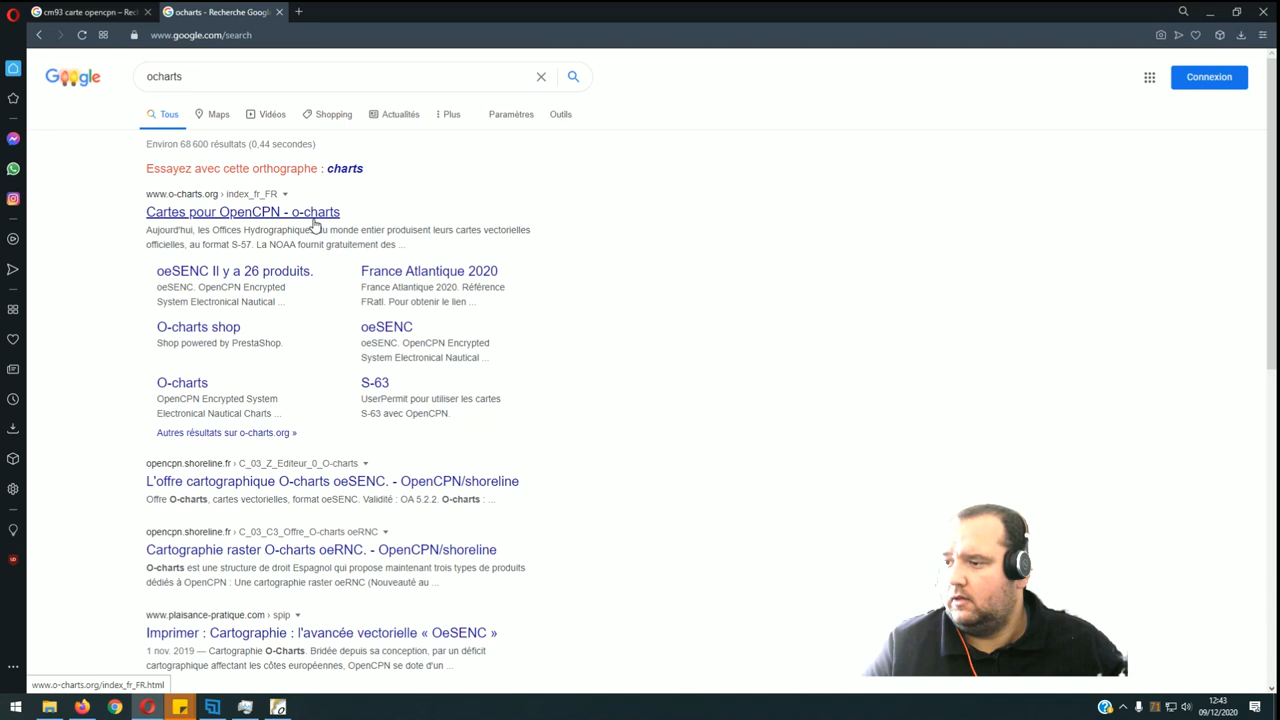 cm93 carte opencpn – Rec
ocharts - Recherche Google
www.google.com/search
Google
ocharts
Connexion
Tous
Maps
Vidéos
Shopping
Actualités
Plus
Paramètres
Outils
Environ 68 600 résultats (0,44 secondes)
Essayez avec cette orthographe : charts
www.o-charts.org › index_fr_FR
Cartes pour OpenCPN - o-charts
Aujourd'hui, les Offices Hydrographiques du monde entier produisent leurs cartes vectorielles
officielles, au format S-57. La NOAA fournit gratuitement des ...
oeSENC Il y a 26 produits.
oeSENC. OpenCPN Encrypted
System Electronical Nautical ...
France Atlantique 2020
France Atlantique 2020. Référence
FRatl. Pour obtenir le lien ...
O-charts shop
Shop powered by PrestaShop.
oeSENC
oeSENC. OpenCPN Encrypted
System Electronical Nautical ...
O-charts
OpenCPN Encrypted System
Electronical Nautical Charts ...
S-63
UserPermit pour utiliser les cartes
S-63 avec OpenCPN.
Autres résultats sur o-charts.org »
opencpn.shoreline.fr › C_03_Z_Editeur_0_O-charts
L'offre cartographique O-charts oeSENC. - OpenCPN/shoreline
Offre O-charts, cartes vectorielles, format oeSENC. Validité : OA 5.2.2. O-charts : ...
opencpn.shoreline.fr › C_03_C3_Offre_O-charts oeRNC
Cartographie raster O-charts oeRNC. - OpenCPN/shoreline
O-charts est une structure de droit Espagnol qui propose maintenant trois types de produits
dédiés à OpenCPN : Une cartographie raster oeRNC (Nouveauté au ...
www.plaisance-pratique.com › spip
Imprimer : Cartographie : l'avancée vectorielle « OeSENC »
1 nov. 2019 — Cartographie O-Charts. Bridée depuis sa conception, par un déficit
cartographique affectant les côtes européennes, OpenCPN se dote d'un ...
www.o-charts.org/index_fr_FR.html
12:43
09/12/2020